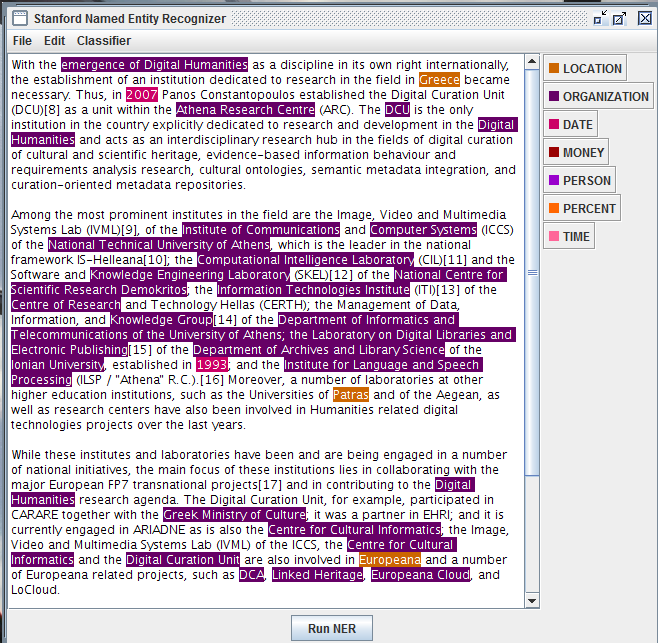 Stanford Named Entity Recognizer
File Edit Classifier
With the emergence of Digital Humanities as a discipline in its own right internationally,
the establishment of an institution dedicated to research in the field in Greece became
necessary. Thus, in 2007 Panos Constantopoulos established the Digital Curation Unit
(DCU)[8] as a unit within the Athena Research Centre (ARC). The DCU is the only
institution in the country explicitly dedicated to research and development in the Digital
Humanities and acts as an interdisciplinary research hub in the fields of digital curation
of cultural and scientific heritage, evidence-based information behaviour and
requirements analysis research, cultural ontologies, semantic metadata integration, and
curation-oriented metadata repositories.
Among the most prominent institutes in the field are the Image, Video and Multimedia
Systems Lab (IVML)[9], of the Institute of Communications and Computer Systems (ICCS)
of the National Technical University of Athens, which is the leader in the national
framework IS-Helleana[10]; the Computational Intelligence Laboratory (CIL)[11] and the
Software and Knowledge Engineering Laboratory (SKEL)[12] of the National Centre for
Scientific Research Demokritos; the Information Technologies Institute (ITI)[13] of the
Centre of Research and Technology Hellas (CERTH); the Management of Data,
Information, and Knowledge Group[14] of the Department of Informatics and
Telecommunications of the University of Athens; the Laboratory on Digital Libraries and
Electronic Publishing[15] of the Department of Archives and Library Science of the
Ionian University, established in 1993; and the Institute for Language and Speech
Processing (ILSP / "Athena" R.C.).[16] Moreover, a number of laboratories at other
higher education institutions, such as the Universities of Patras and of the Aegean, as
well as research centers have also been involved in Humanities related digital
technologies projects over the last years.
While these institutes and laboratories have been and are being engaged in a number
of national initiatives, the main focus of these institutions lies in collaborating with the
major European FP7 transnational projects[17] and in contributing to the Digital
Humanities research agenda. The Digital Curation Unit, for example, participated in
CARARE together with the Greek Ministry of Culture; it was a partner in EHRI; and it is
currently engaged in ARIADNE as is also the Centre for Cultural Informatics; the Image,
Video and Multimedia Systems Lab (IVML) of the ICCS, the Centre for Cultural
Informatics and the Digital Curation Unit are also involved in Europeana and a number
of Europeana related projects, such as DCA, Linked Heritage, Europeana Cloud, and
LoCloud.
LOCATION
ORGANIZATION
DATE
MONEY
PERSON
PERCENT
TIME
Run NER